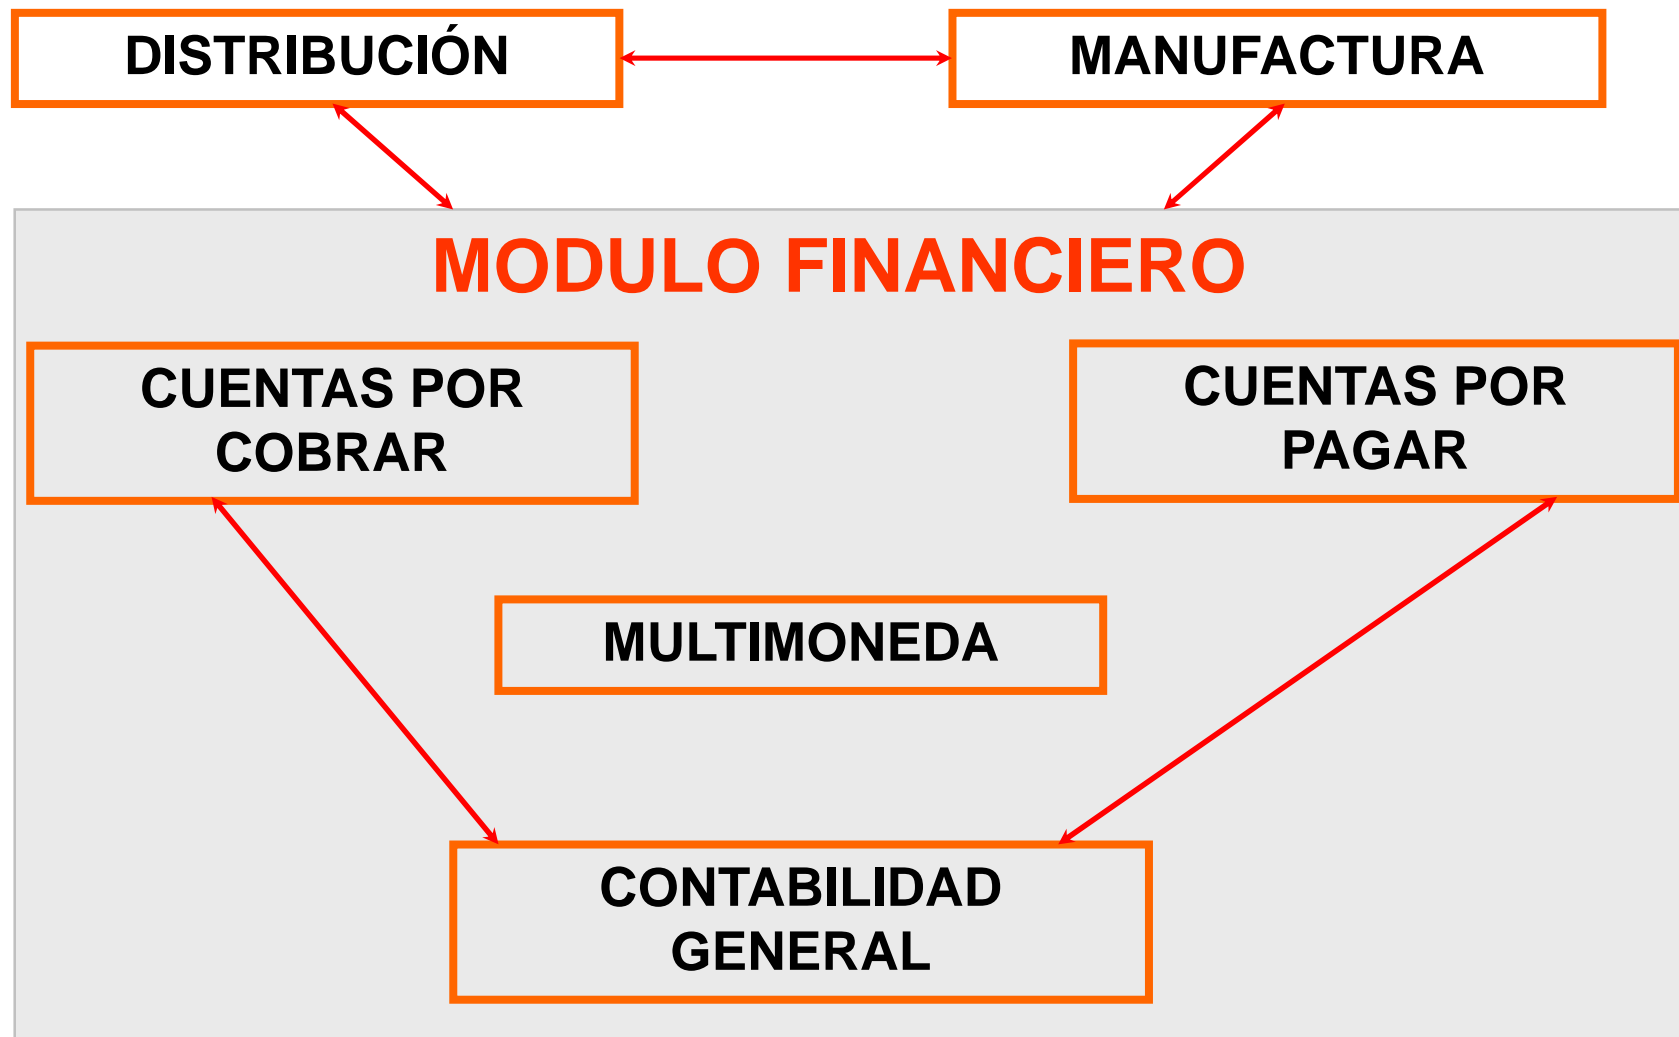 DISTRIBUCIÓN
MANUFACTURA
MODULO FINANCIERO
CUENTAS POR
COBRAR
CUENTAS POR
PAGAR
MULTIMONEDA
CONTABILIDAD
GENERAL